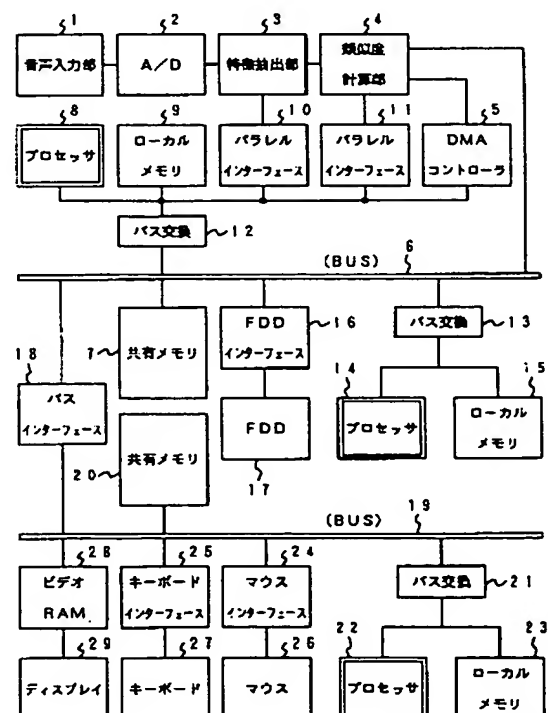 1
2
3
4
音声入力部
A/D
特徴抽出部
類似度
計算部
8
9
10
11
5
プロセッサ
ローカル
メモリ
パラレル
インターフェース
パラレル
インターフェース
DMA
コントローラ
バス交換
12
(BUS)
6
7
共有メモリ
FDD
インターフェース
16
バス交換
13
18
バス
インターフェース
14
15
プロセッサ
ローカル
メモリ
20
共有メモリ
FDD
17
(BUS)
19
28
25
24
ビデオ
RAM
キーボード
インターフェース
マウス
インターフェース
バス交換
21
29
27
26
22
23
ディスプレイ
キーボード
マウス
プロセッサ
ローカル
メモリ